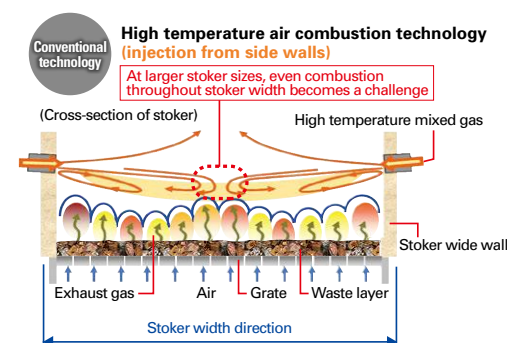 Conventional
technology
High temperature air combustion technology
(injection from side walls)
At larger stoker sizes, even combustion
throughout stoker width becomes a challenge
(Cross-section of stoker)
High temperature mixed gas
Stoker wide wall
Exhaust gas
Air
Grate
Waste layer
Stoker width direction